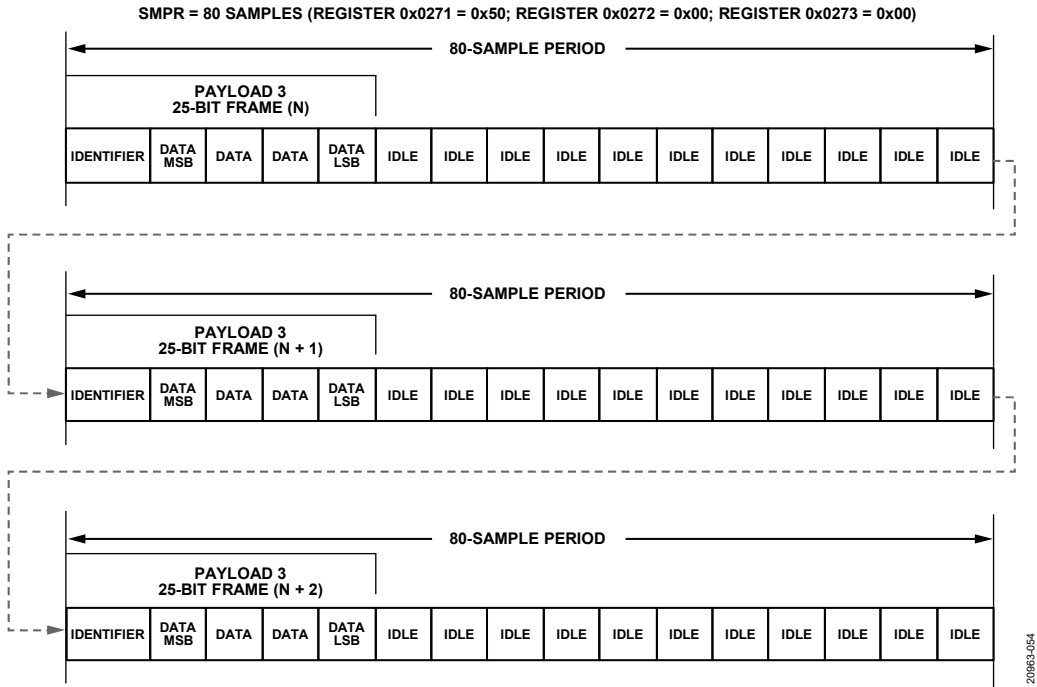 SMPR = 80 SAMPLES (REGISTER 0x0271 = 0x50; REGISTER 0x0272 = 0x00; REGISTER 0x0273 = 0x00)
80-SAMPLE PERIOD
PAYLOAD 3
25-BIT FRAME (N)
IDENTIFIER DATA MSB DATA DATA DATA LSB IDLE IDLE IDLE IDLE IDLE IDLE IDLE IDLE IDLE IDLE IDLE
80-SAMPLE PERIOD
PAYLOAD 3
25-BIT FRAME (N + 1)
IDENTIFIER DATA MSB DATA DATA DATA LSB IDLE IDLE IDLE IDLE IDLE IDLE IDLE IDLE IDLE IDLE IDLE
80-SAMPLE PERIOD
PAYLOAD 3
25-BIT FRAME (N + 2)
IDENTIFIER DATA MSB DATA DATA DATA LSB IDLE IDLE IDLE IDLE IDLE IDLE IDLE IDLE IDLE IDLE IDLE
20963-054